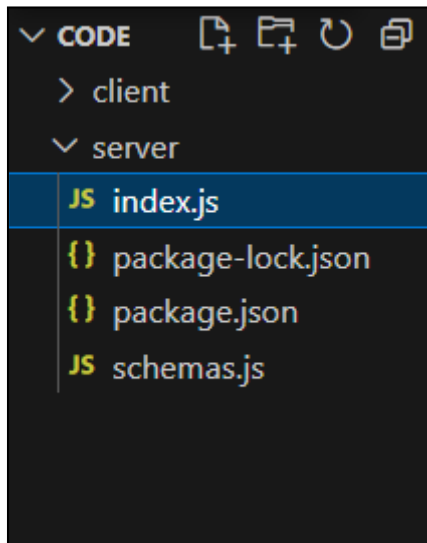 CODE
client
server
JS index.js
{} package-lock.json
{} package.json
JS schemas.js